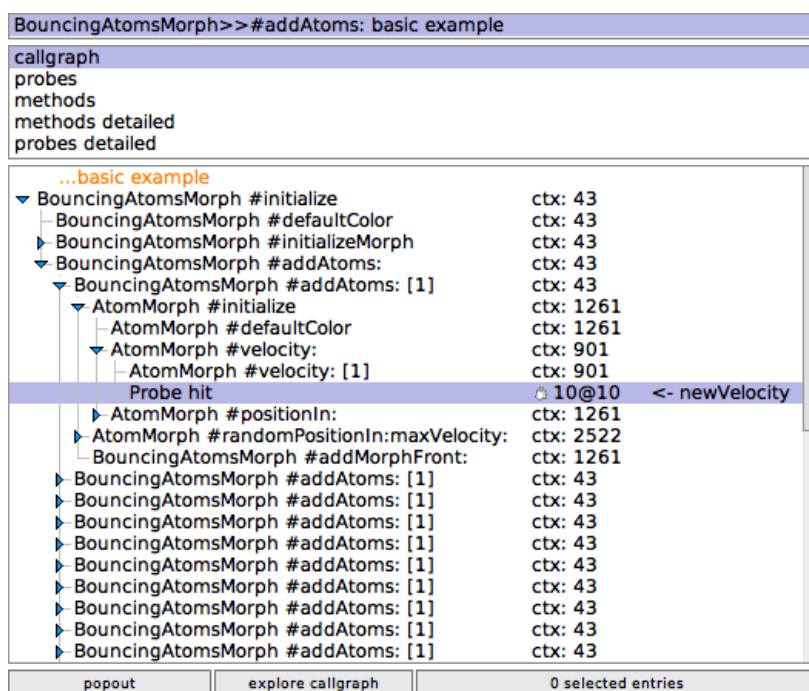 BouncingAtomsMorph>>#addAtoms: basic example
callgraph
probes
methods
methods detailed
probes detailed
...basic example
BouncingAtomsMorph #initialize ctx: 43
BouncingAtomsMorph #defaultColor ctx: 43
BouncingAtomsMorph #initializeMorph ctx: 43
BouncingAtomsMorph #addAtoms: ctx: 43
BouncingAtomsMorph #addAtoms: [1] ctx: 43
AtomMorph #initialize ctx: 1261
AtomMorph #defaultColor ctx: 1261
AtomMorph #velocity: ctx: 901
AtomMorph #velocity: [1] ctx: 901
Probe hit 10@10 <- newVelocity
AtomMorph #positionIn: ctx: 1261
AtomMorph #randomPositionIn:maxVelocity: ctx: 2522
BouncingAtomsMorph #addMorphFront: ctx: 1261
BouncingAtomsMorph #addAtoms: [1] ctx: 43
BouncingAtomsMorph #addAtoms: [1] ctx: 43
BouncingAtomsMorph #addAtoms: [1] ctx: 43
BouncingAtomsMorph #addAtoms: [1] ctx: 43
BouncingAtomsMorph #addAtoms: [1] ctx: 43
BouncingAtomsMorph #addAtoms: [1] ctx: 43
BouncingAtomsMorph #addAtoms: [1] ctx: 43
BouncingAtomsMorph #addAtoms: [1] ctx: 43
BouncingAtomsMorph #addAtoms: [1] ctx: 43
popout explore callgraph 0 selected entries